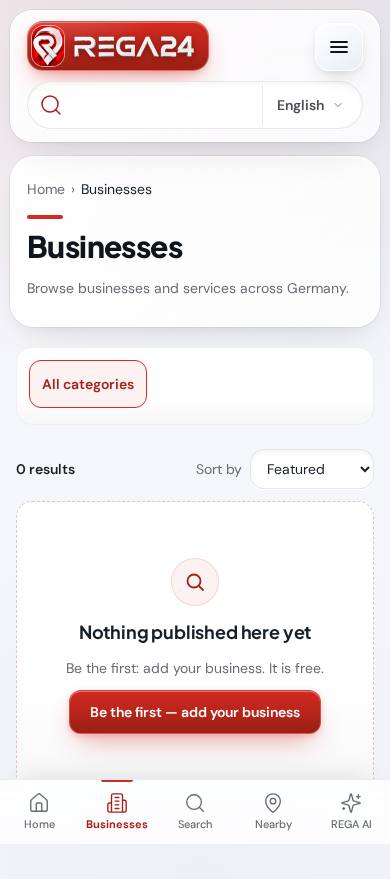 REGA24
English
Home › Businesses
Businesses
Browse businesses and services across Germany.
All categories
0 results
Sort by
Featured
Nothing published here yet
Be the first: add your business. It is free.
Be the first — add your business
Home
Businesses
Search
Nearby
REGA AI